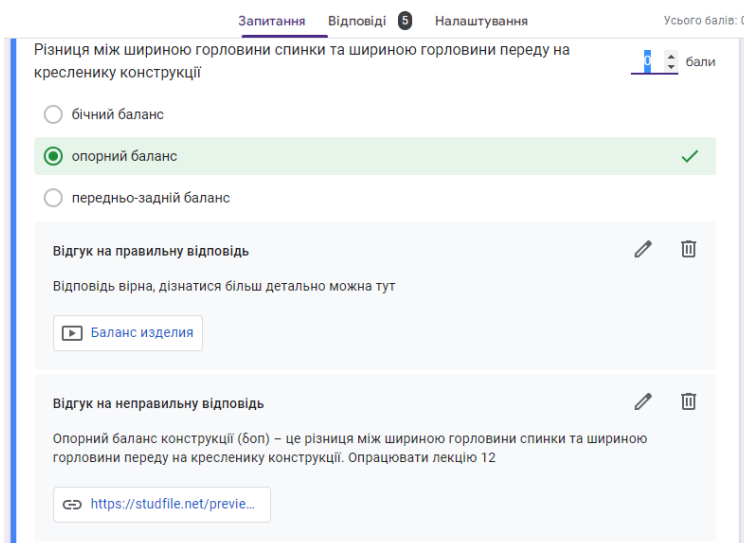 Запитання Відповіді 5 Налаштування Усього балів: 0
Різниця між шириною горловини спинки та шириною горловини переду на
креслениκу конструкції
0 бали
бічний баланс
опорний баланс
передньо-задній баланс
Відгук на правильну відповідь
Відповідь вірна, дізнатися більш детально можна тут
Баланс изделия
Відгук на неправильну відповідь
Опорний баланс конструкції (δоп) – це різниця між шириною горловини спинки та шириною
горловини переду на кресленику конструкції. Опрацювати лекцію 12
https://studfile.net/previe...